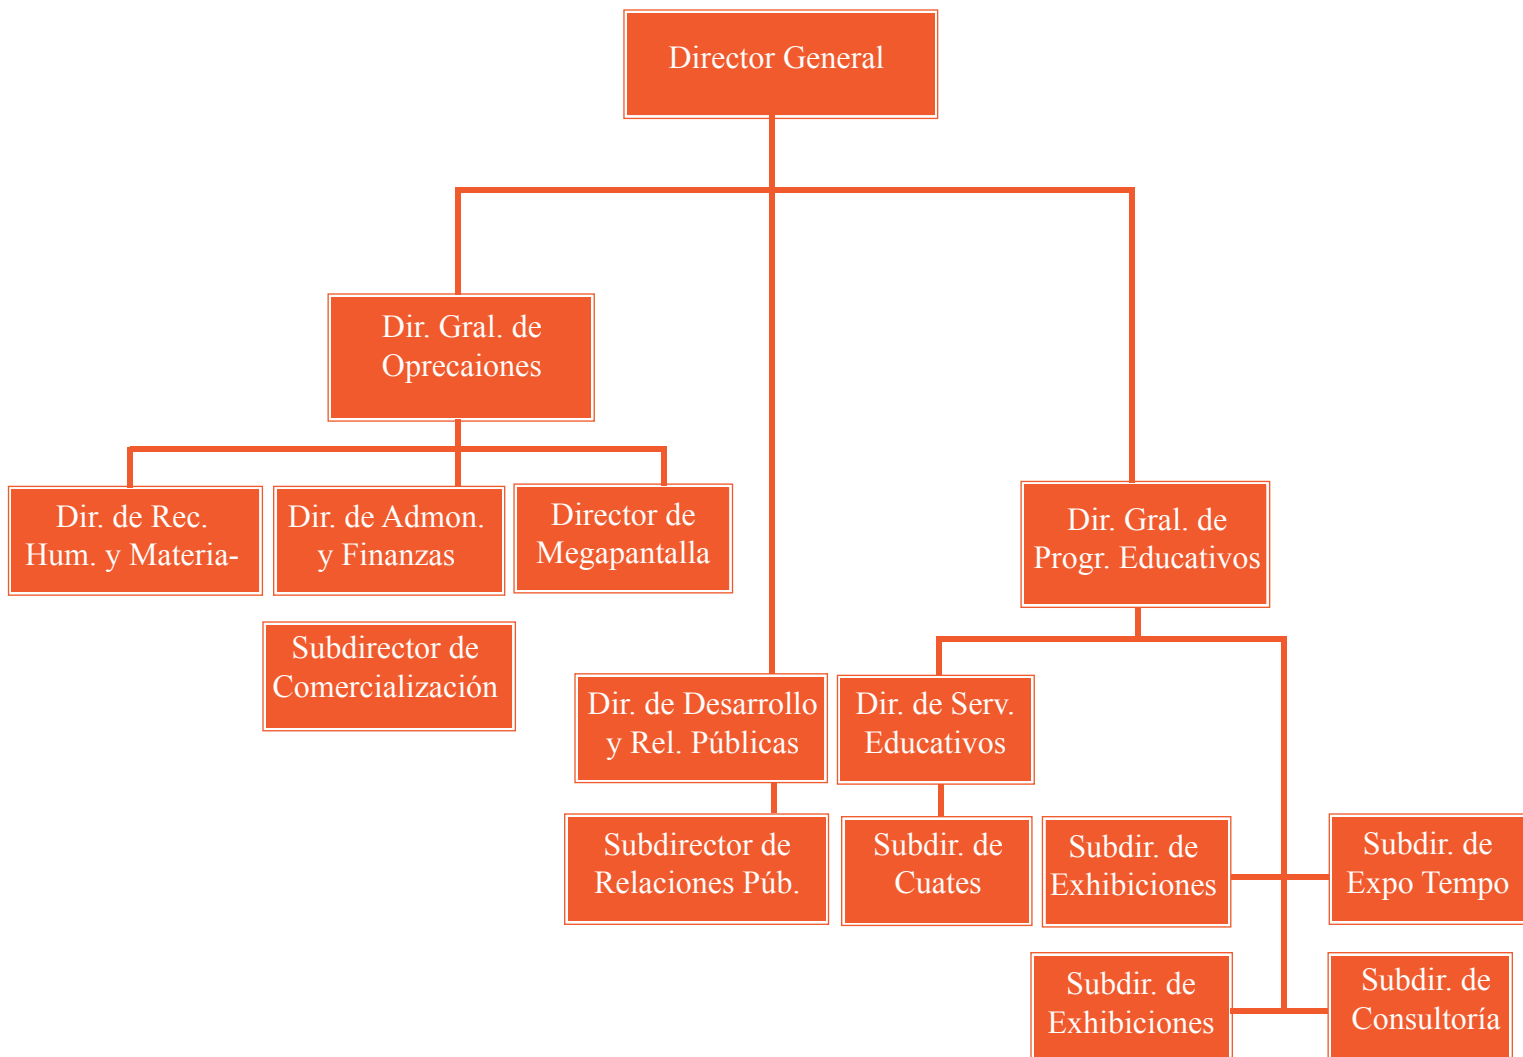 Director General
Dir. Gral. de
Oprecaiones
Dir. de Rec.
Hum. y Materia-
Dir. de Admon.
y Finanzas
Director de
Megapantalla
Dir. Gral. de
Progr. Educativos
Subdirector de
Comercialización
Dir. de Desarrollo
y Rel. Públicas
Dir. de Serv.
Educativos
Subdirector de
Relaciones Púb.
Subdir. de
Cuates
Subdir. de
Exhibiciones
Subdir. de
Expo Tempo
Subdir. de
Exhibiciones
Subdir. de
Consultoría